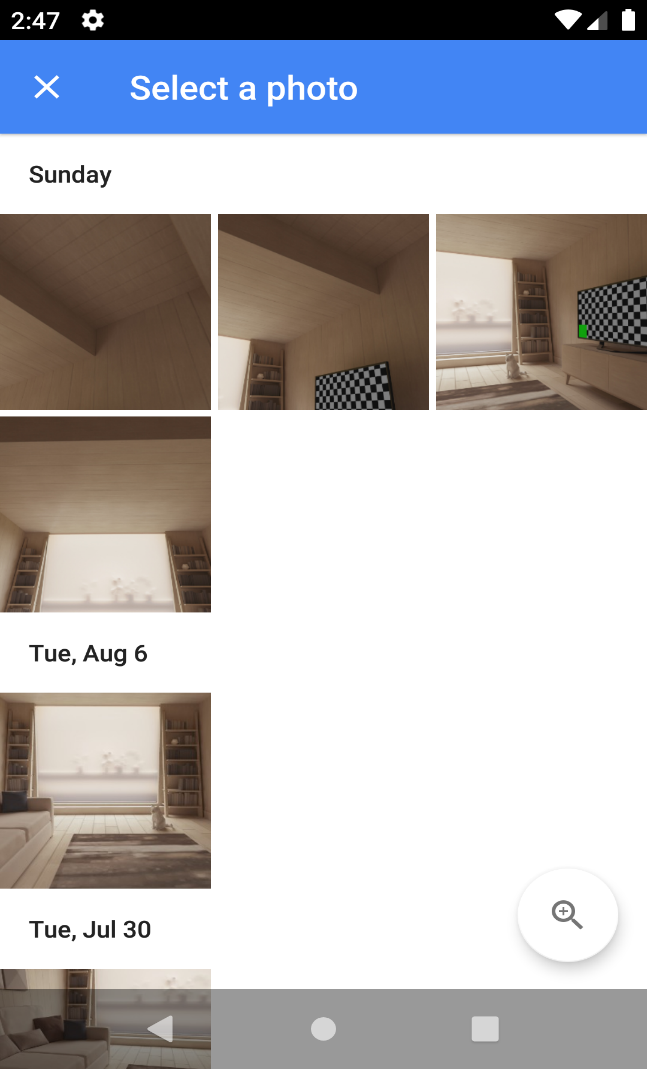 2:47
Select a photo
Sunday
Tue, Aug 6
Tue, Jul 30